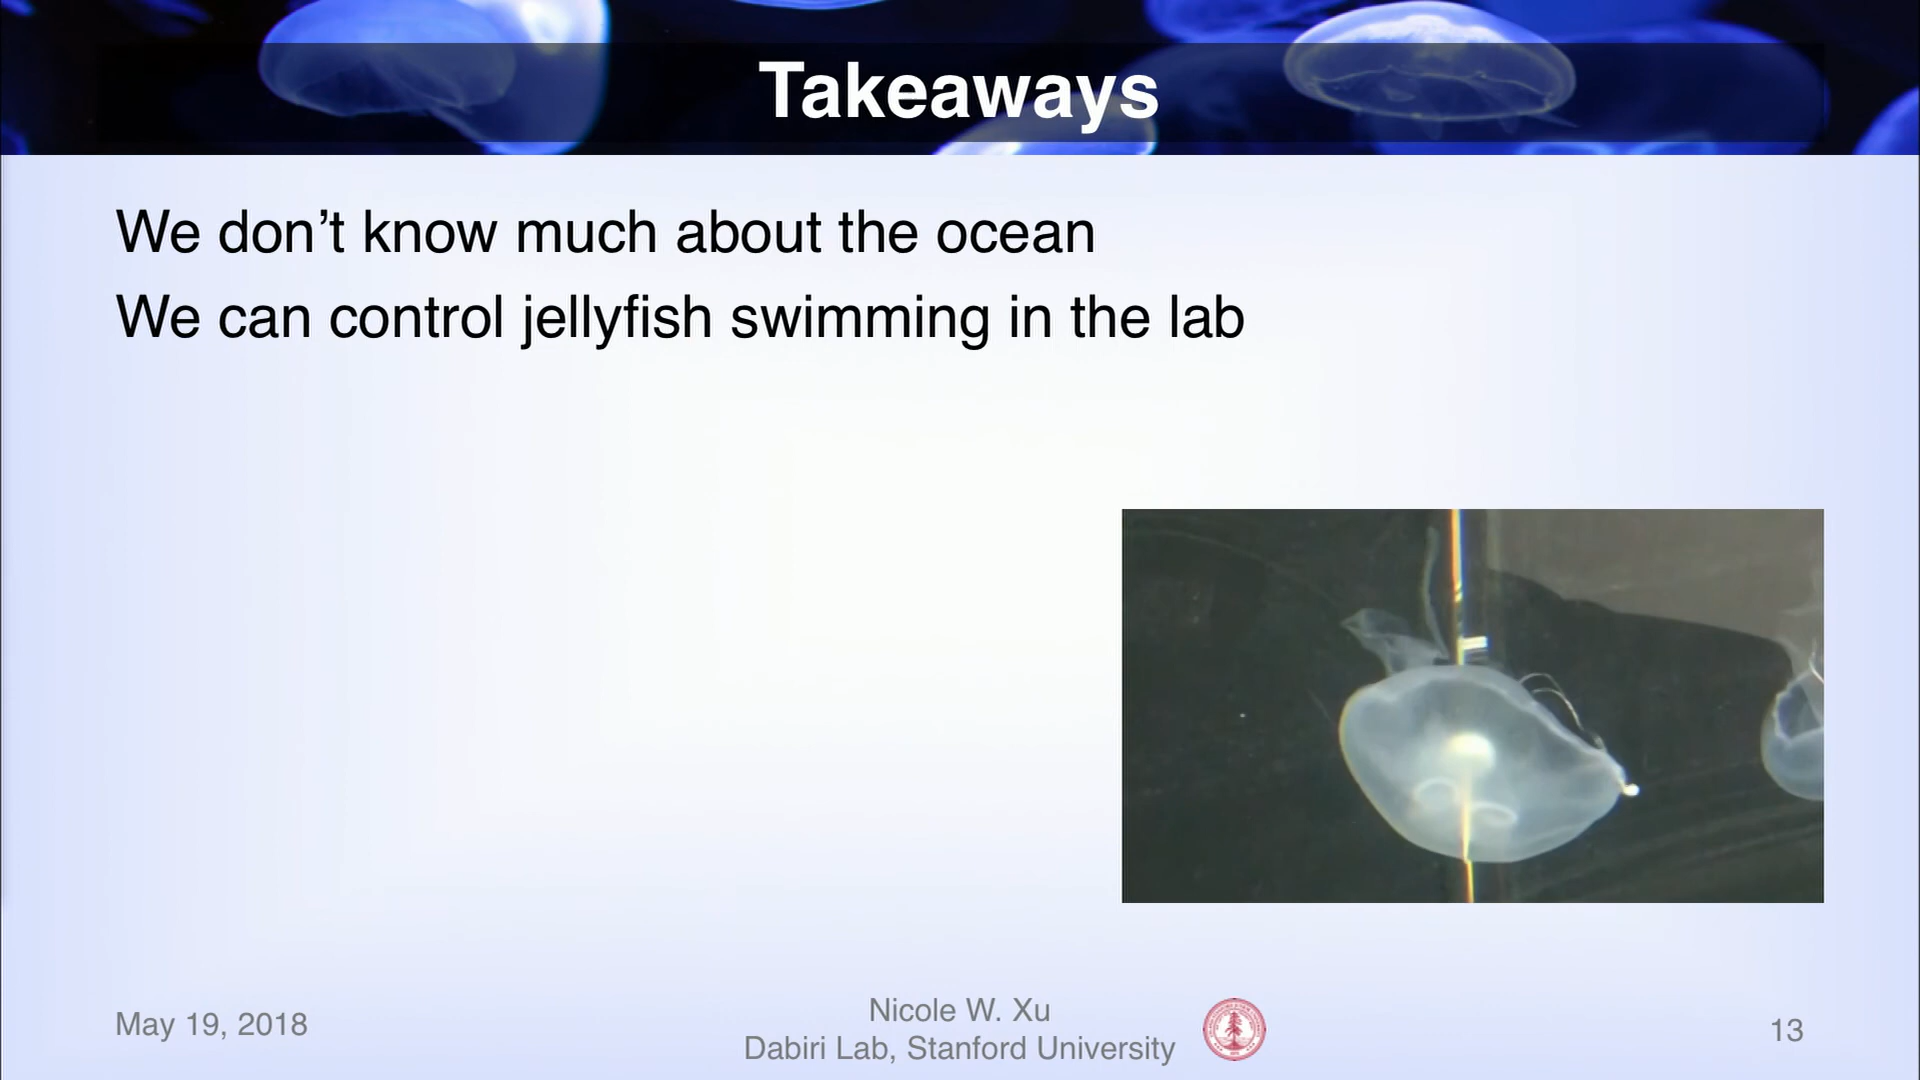 Takeaways
We don’t know much about the ocean
We can control jellyfish swimming in the lab
May 19, 2018
Nicole W. Xu
Dabiri Lab, Stanford University
13